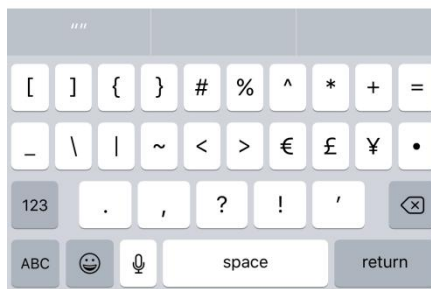 “”
[ ] { } # % ^ * + =
_ \ | ~ < > € £ ¥ •
123 . , ? ! ′
ABC space return